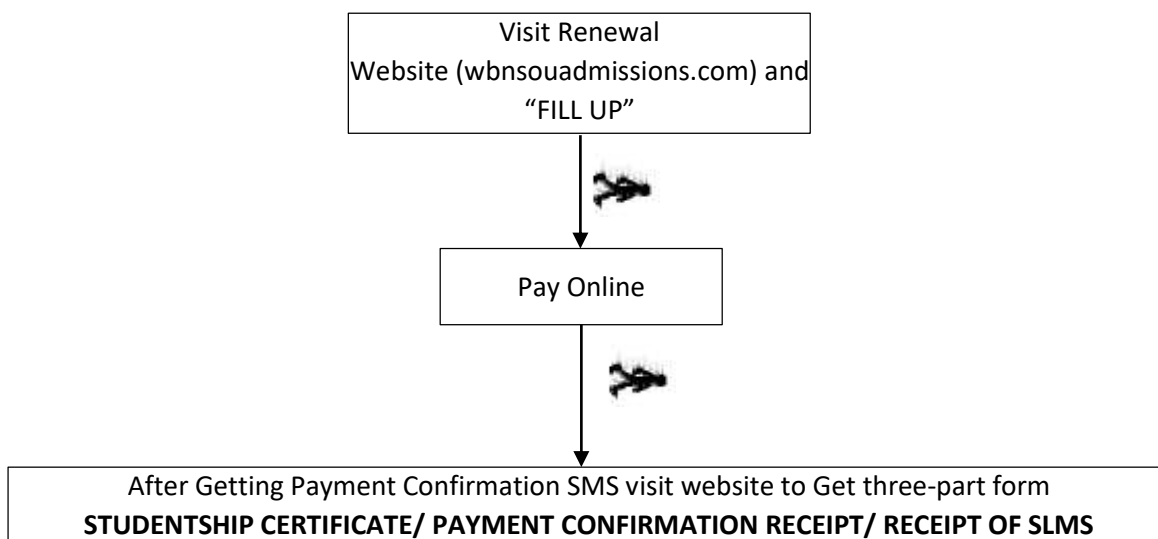 Visit Renewal
Website (wbnsouadmissions.com) and
“FILL UP”
Pay Online
After Getting Payment Confirmation SMS visit website to Get three-part form
STUDENTSHIP CERTIFICATE/ PAYMENT CONFIRMATION RECEIPT/ RECEIPT OF SLMS